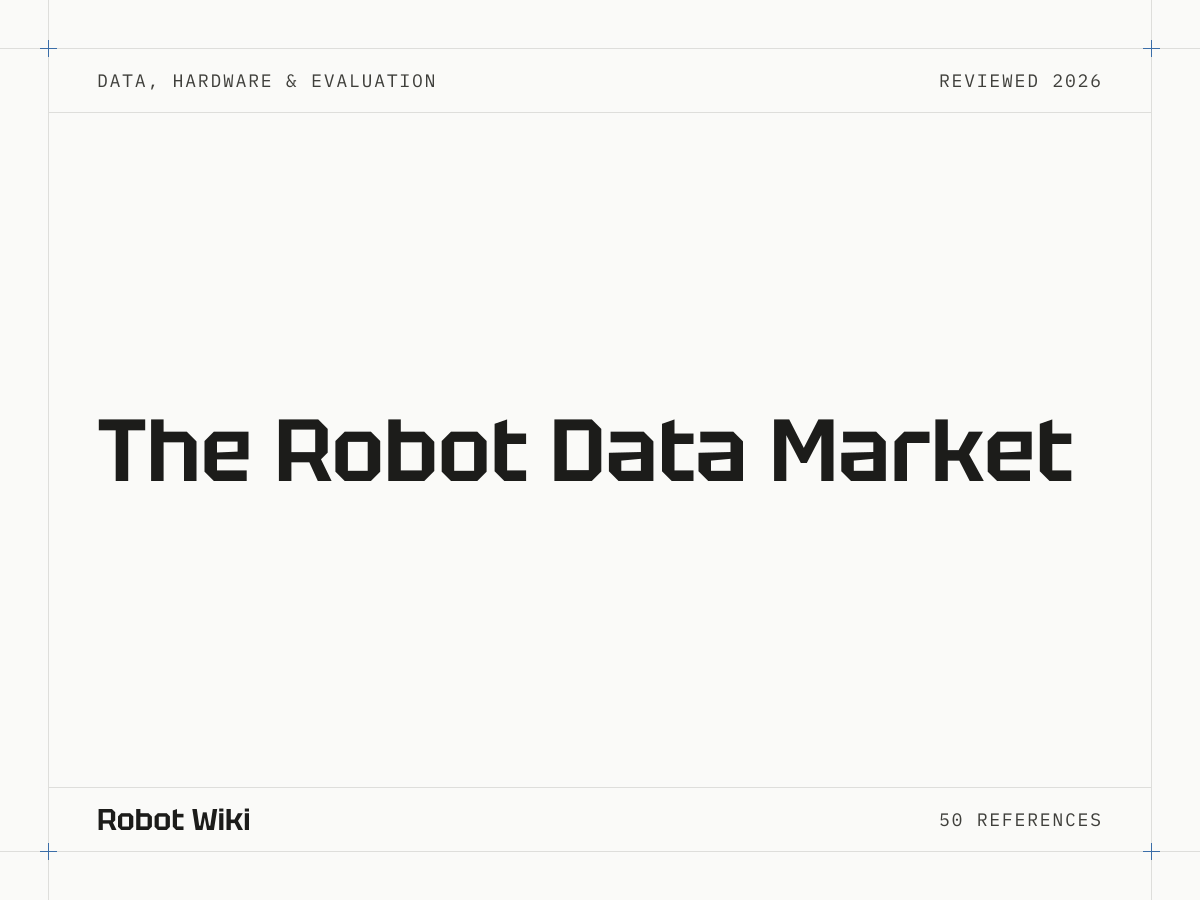 DATA, HARDWARE & EVALUATION
REVIEWED 2026
The Robot Data Market
Robot Wiki
50 REFERENCES